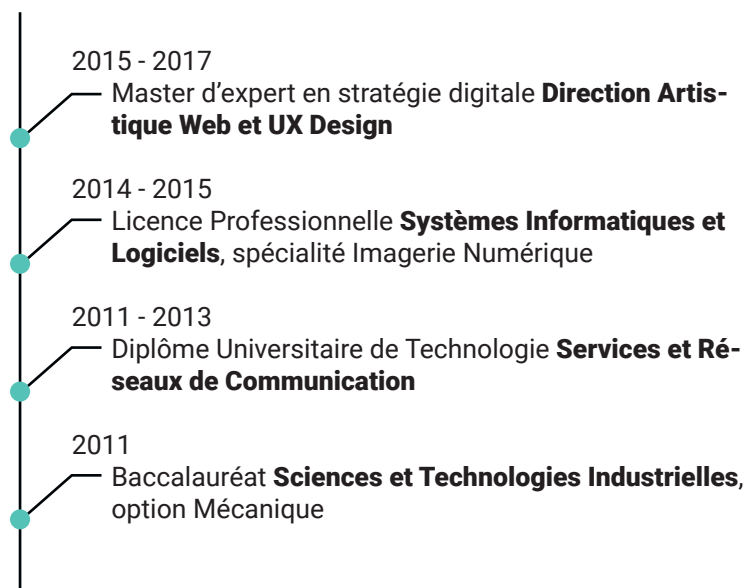 2015 - 2017
Master d’expert en stratégie digitale Direction Artis-
tique Web et UX Design
2014 - 2015
Licence Professionnelle Systèmes Informatiques et
Logiciels, spécialité Imagerie Numérique
2011 - 2013
Diplôme Universitaire de Technologie Services et Ré-
seaux de Communication
2011
Baccalauréat Sciences et Technologies Industrielles,
option Mécanique